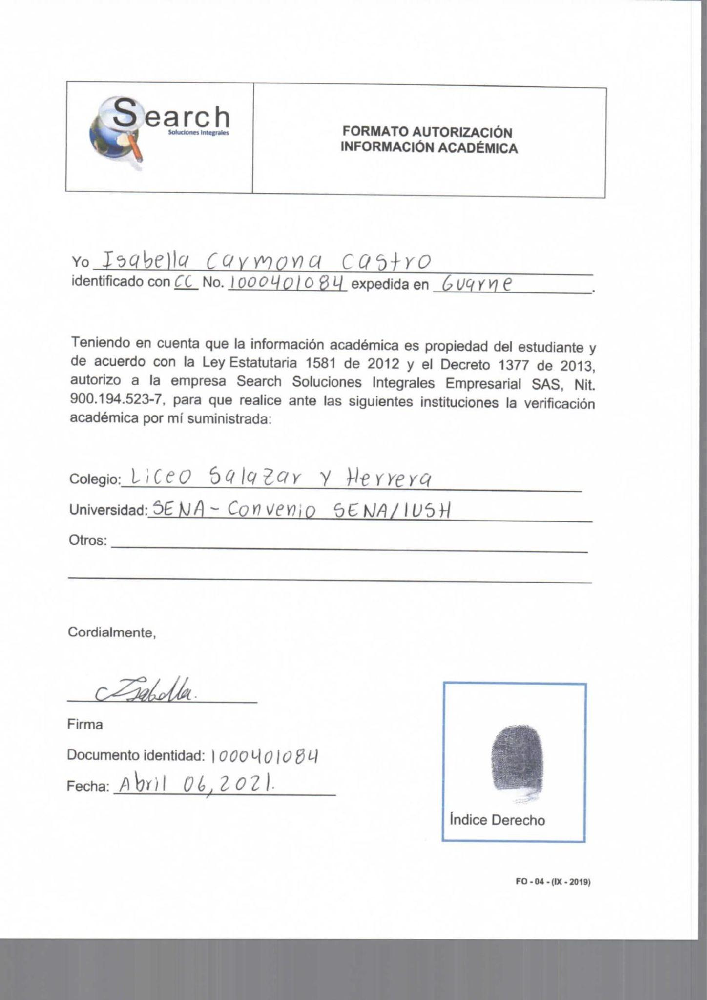 Search
Soluciones Integrales
FORMATO AUTORIZACIÓN
INFORMACIÓN ACADÉMICA
Yo Isabella Carmona Castro
identificado con CC No. 1000401084 expedida en Guarne.
Teniendo en cuenta que la información académica es propiedad del estudiante y
de acuerdo con la Ley Estatutaria 1581 de 2012 y el Decreto 1377 de 2013,
autorizo a la empresa Search Soluciones Integrales Empresarial SAS, Nit.
900.194.523-7, para que realice ante las siguientes instituciones la verificación
académica por mí suministrada:
Colegio: Liceo Salazar y Herrera
Universidad: SENA - Convenio SENA/IUSH
Otros:
Cordialmente,
Isabella.
Firma
Documento identidad: 1000401084
Fecha: Abril 06, 2021.
Índice Derecho
FO - 04 - (IX - 2019)